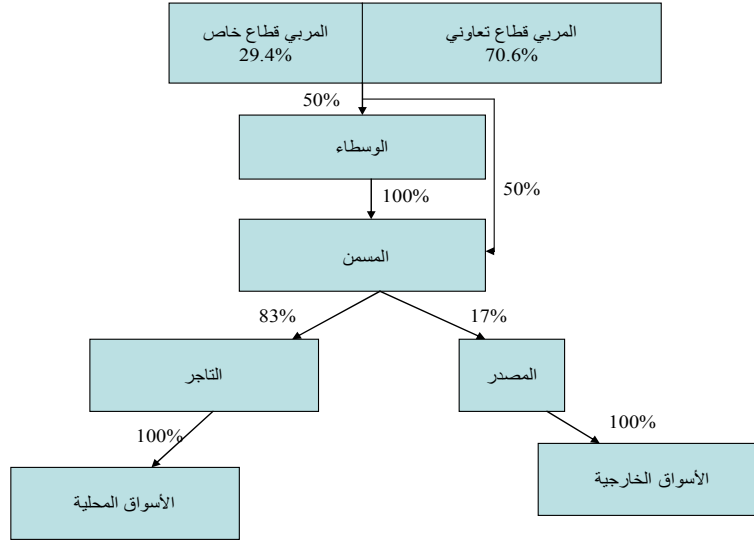 المربي قطاع تعاوني
70.6%
المربي قطاع خاص
29.4%
50%
الوسطاء
100%
50%
المسمن
17%
83%
المصدر
التاجر
100%
100%
الأسواق الخارجية
الأسواق المحلية